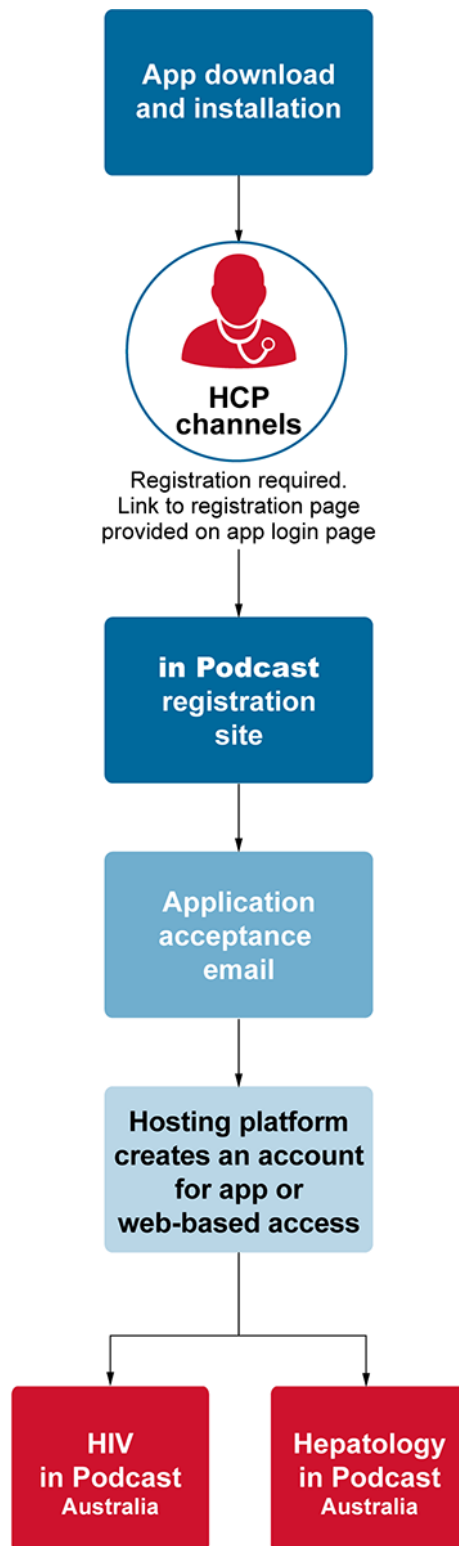 App download
and installation
HCP
channels
Registration required.
Link to registration page
provided on app login page
in Podcast
registration
site
Application
acceptance
email
Hosting platform
creates an account
for app or
web-based access
HIV
in Podcast
Australia
Hepatology
in Podcast
Australia